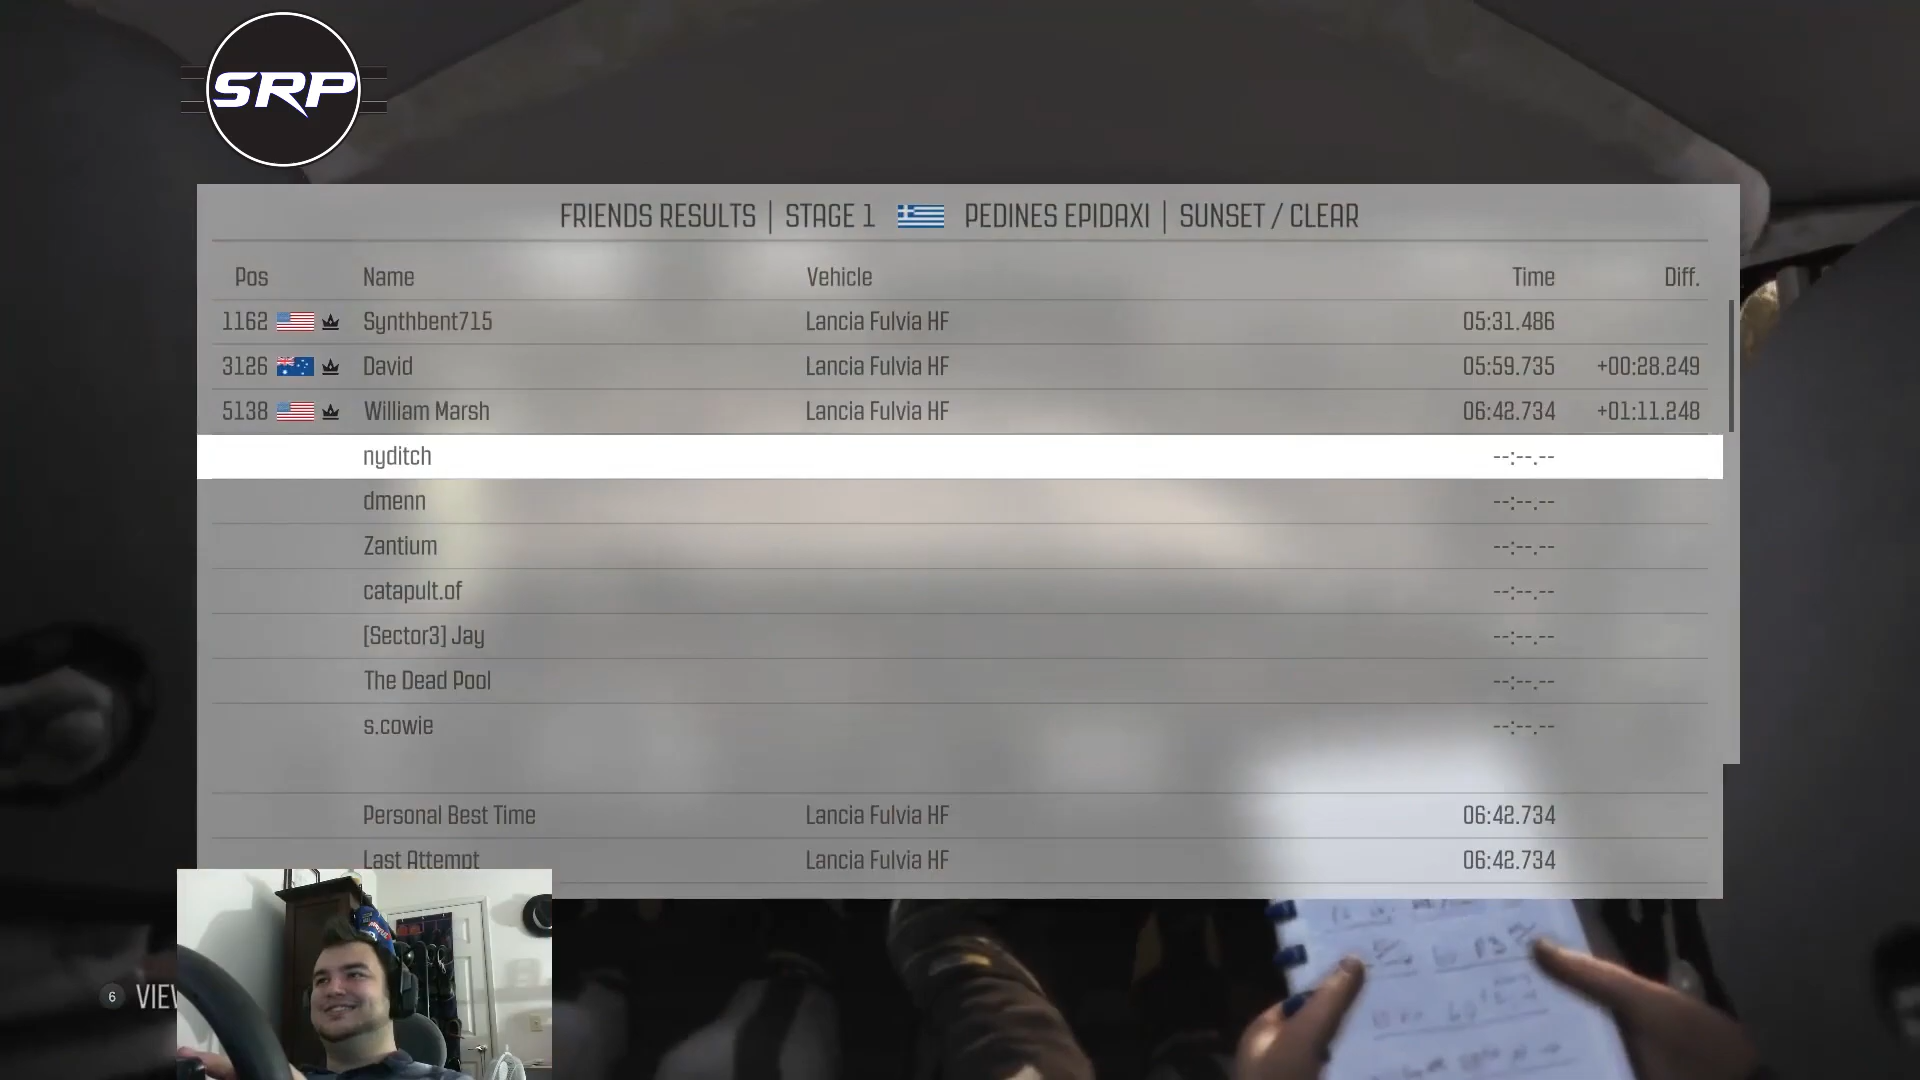 SRP
FRIENDS RESULTS | STAGE 1 PEDINES EPIDAXI | SUNSET / CLEAR
Pos Name Vehicle Time Diff.
1162 Synthbent715 Lancia Fulvia HF 05:31.486
3126 David Lancia Fulvia HF 05:59.735 +00:28.249
5138 William Marsh Lancia Fulvia HF 06:42.734 +01:11.248
nyditch --:--.--
dmenn --:--.--
Zantium --:--.--
catapult.of --:--.--
[Sector3] Jay --:--.--
The Dead Pool --:--.--
s.cowie --:--.--
Personal Best Time Lancia Fulvia HF 06:42.734
Last Attempt Lancia Fulvia HF 06:42.734
6